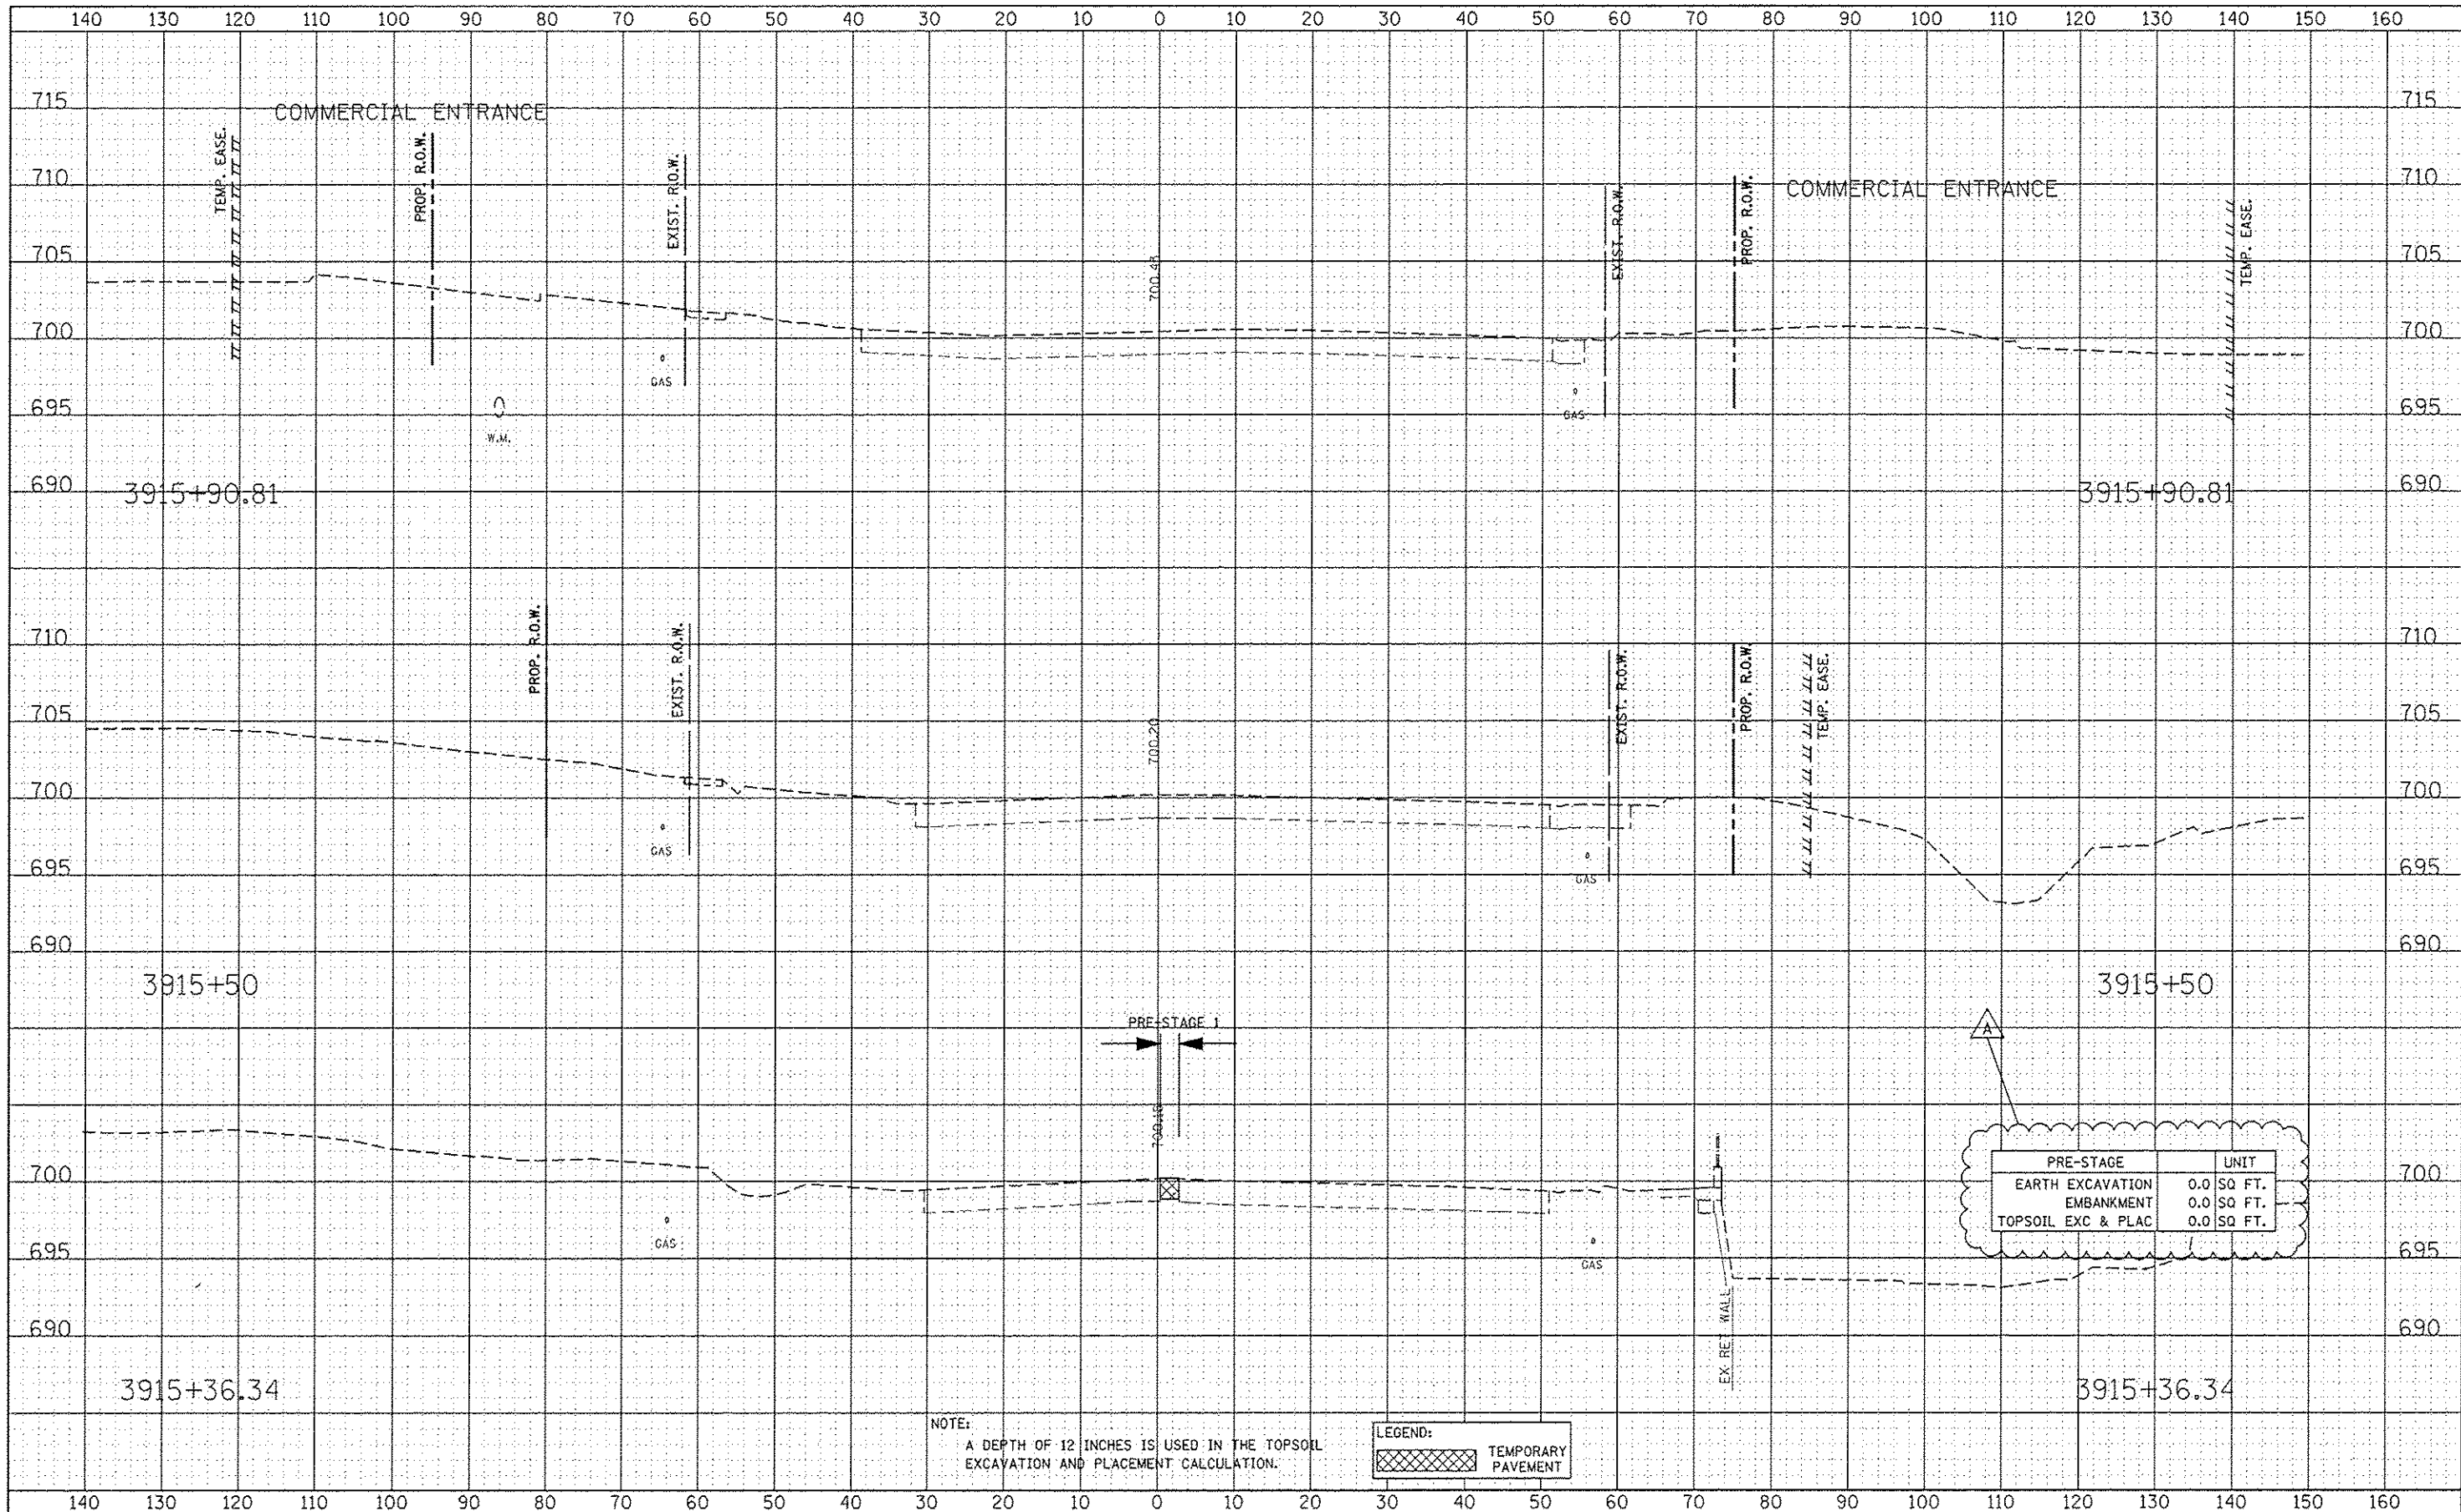 140 130 120 110 100 90 80 70 60 50 40 30 20 10 0 10 20 30 40 50 60 70 80 90 100 110 120 130 140 150 160
715 715
COMMERCIAL ENTRANCE
TEMP. EASE.
PROP. R.O.W.
EXIST. R.O.W.
EXIST. R.O.W.
PROP. R.O.W.
COMMERCIAL ENTRANCE
TEMP. EASE.
710 710
705 705
700 700
GAS
GAS
695 695
W.M.
690 690
3915+90.81 3915+90.81
PROP. R.O.W.
EXIST. R.O.W.
700.20
EXIST. R.O.W.
PROP. R.O.W.
TEMP. EASE.
710 710
705 705
700 700
GAS
GAS
695 695
690 690
3915+50 3915+50
PRE-STAGE 1
A
PRE-STAGE UNIT
EARTH EXCAVATION 0.0 SQ FT.
EMBANKMENT 0.0 SQ FT.
TOPSOIL EXC & PLAC 0.0 SQ FT.
700 700
GAS
GAS
695 695
EX RET WALL
690 690
3915+36.34 3915+36.34
NOTE:
A DEPTH OF 12 INCHES IS USED IN THE TOPSOIL
EXCAVATION AND PLACEMENT CALCULATION.
LEGEND:
TEMPORARY
PAVEMENT
140 130 120 110 100 90 80 70 60 50 40 30 20 10 0 10 20 30 40 50 60 70 80 90 100 110 120 130 140 150 160